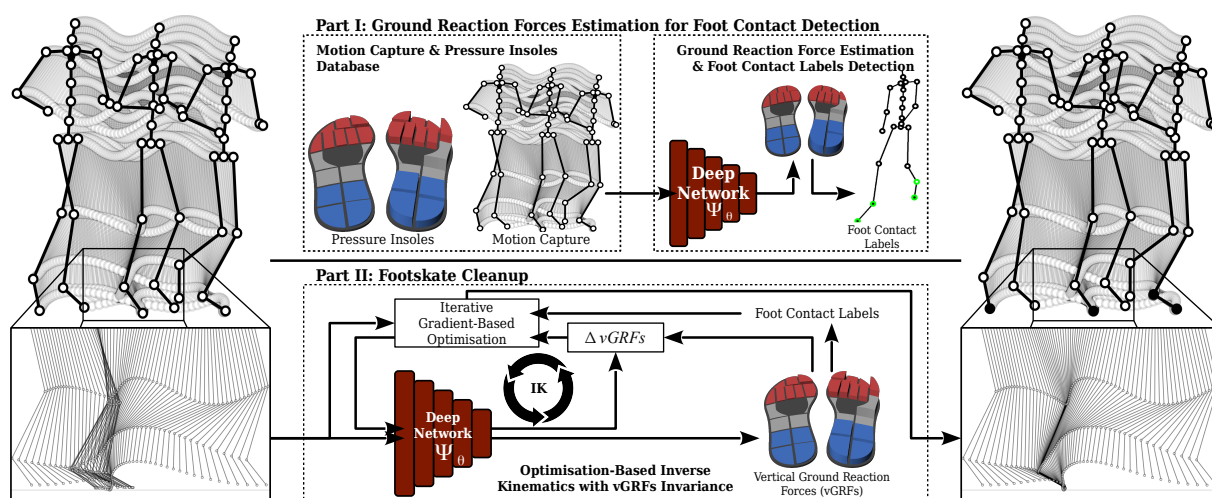 Part I: Ground Reaction Forces Estimation for Foot Contact Detection
Motion Capture & Pressure Insoles
Database
Pressure Insoles
Motion Capture
Ground Reaction Force Estimation
& Foot Contact Labels Detection
Deep
Network
Ψθ
Foot Contact
Labels
Part II: Footskate Cleanup
Iterative
Gradient-Based
Optimisation
Δ vGRFs
Foot Contact Labels
IK
Deep
Network
Ψθ
Optimisation-Based Inverse
Kinematics with vGRFs Invariance
Vertical Ground Reaction
Forces (vGRFs)